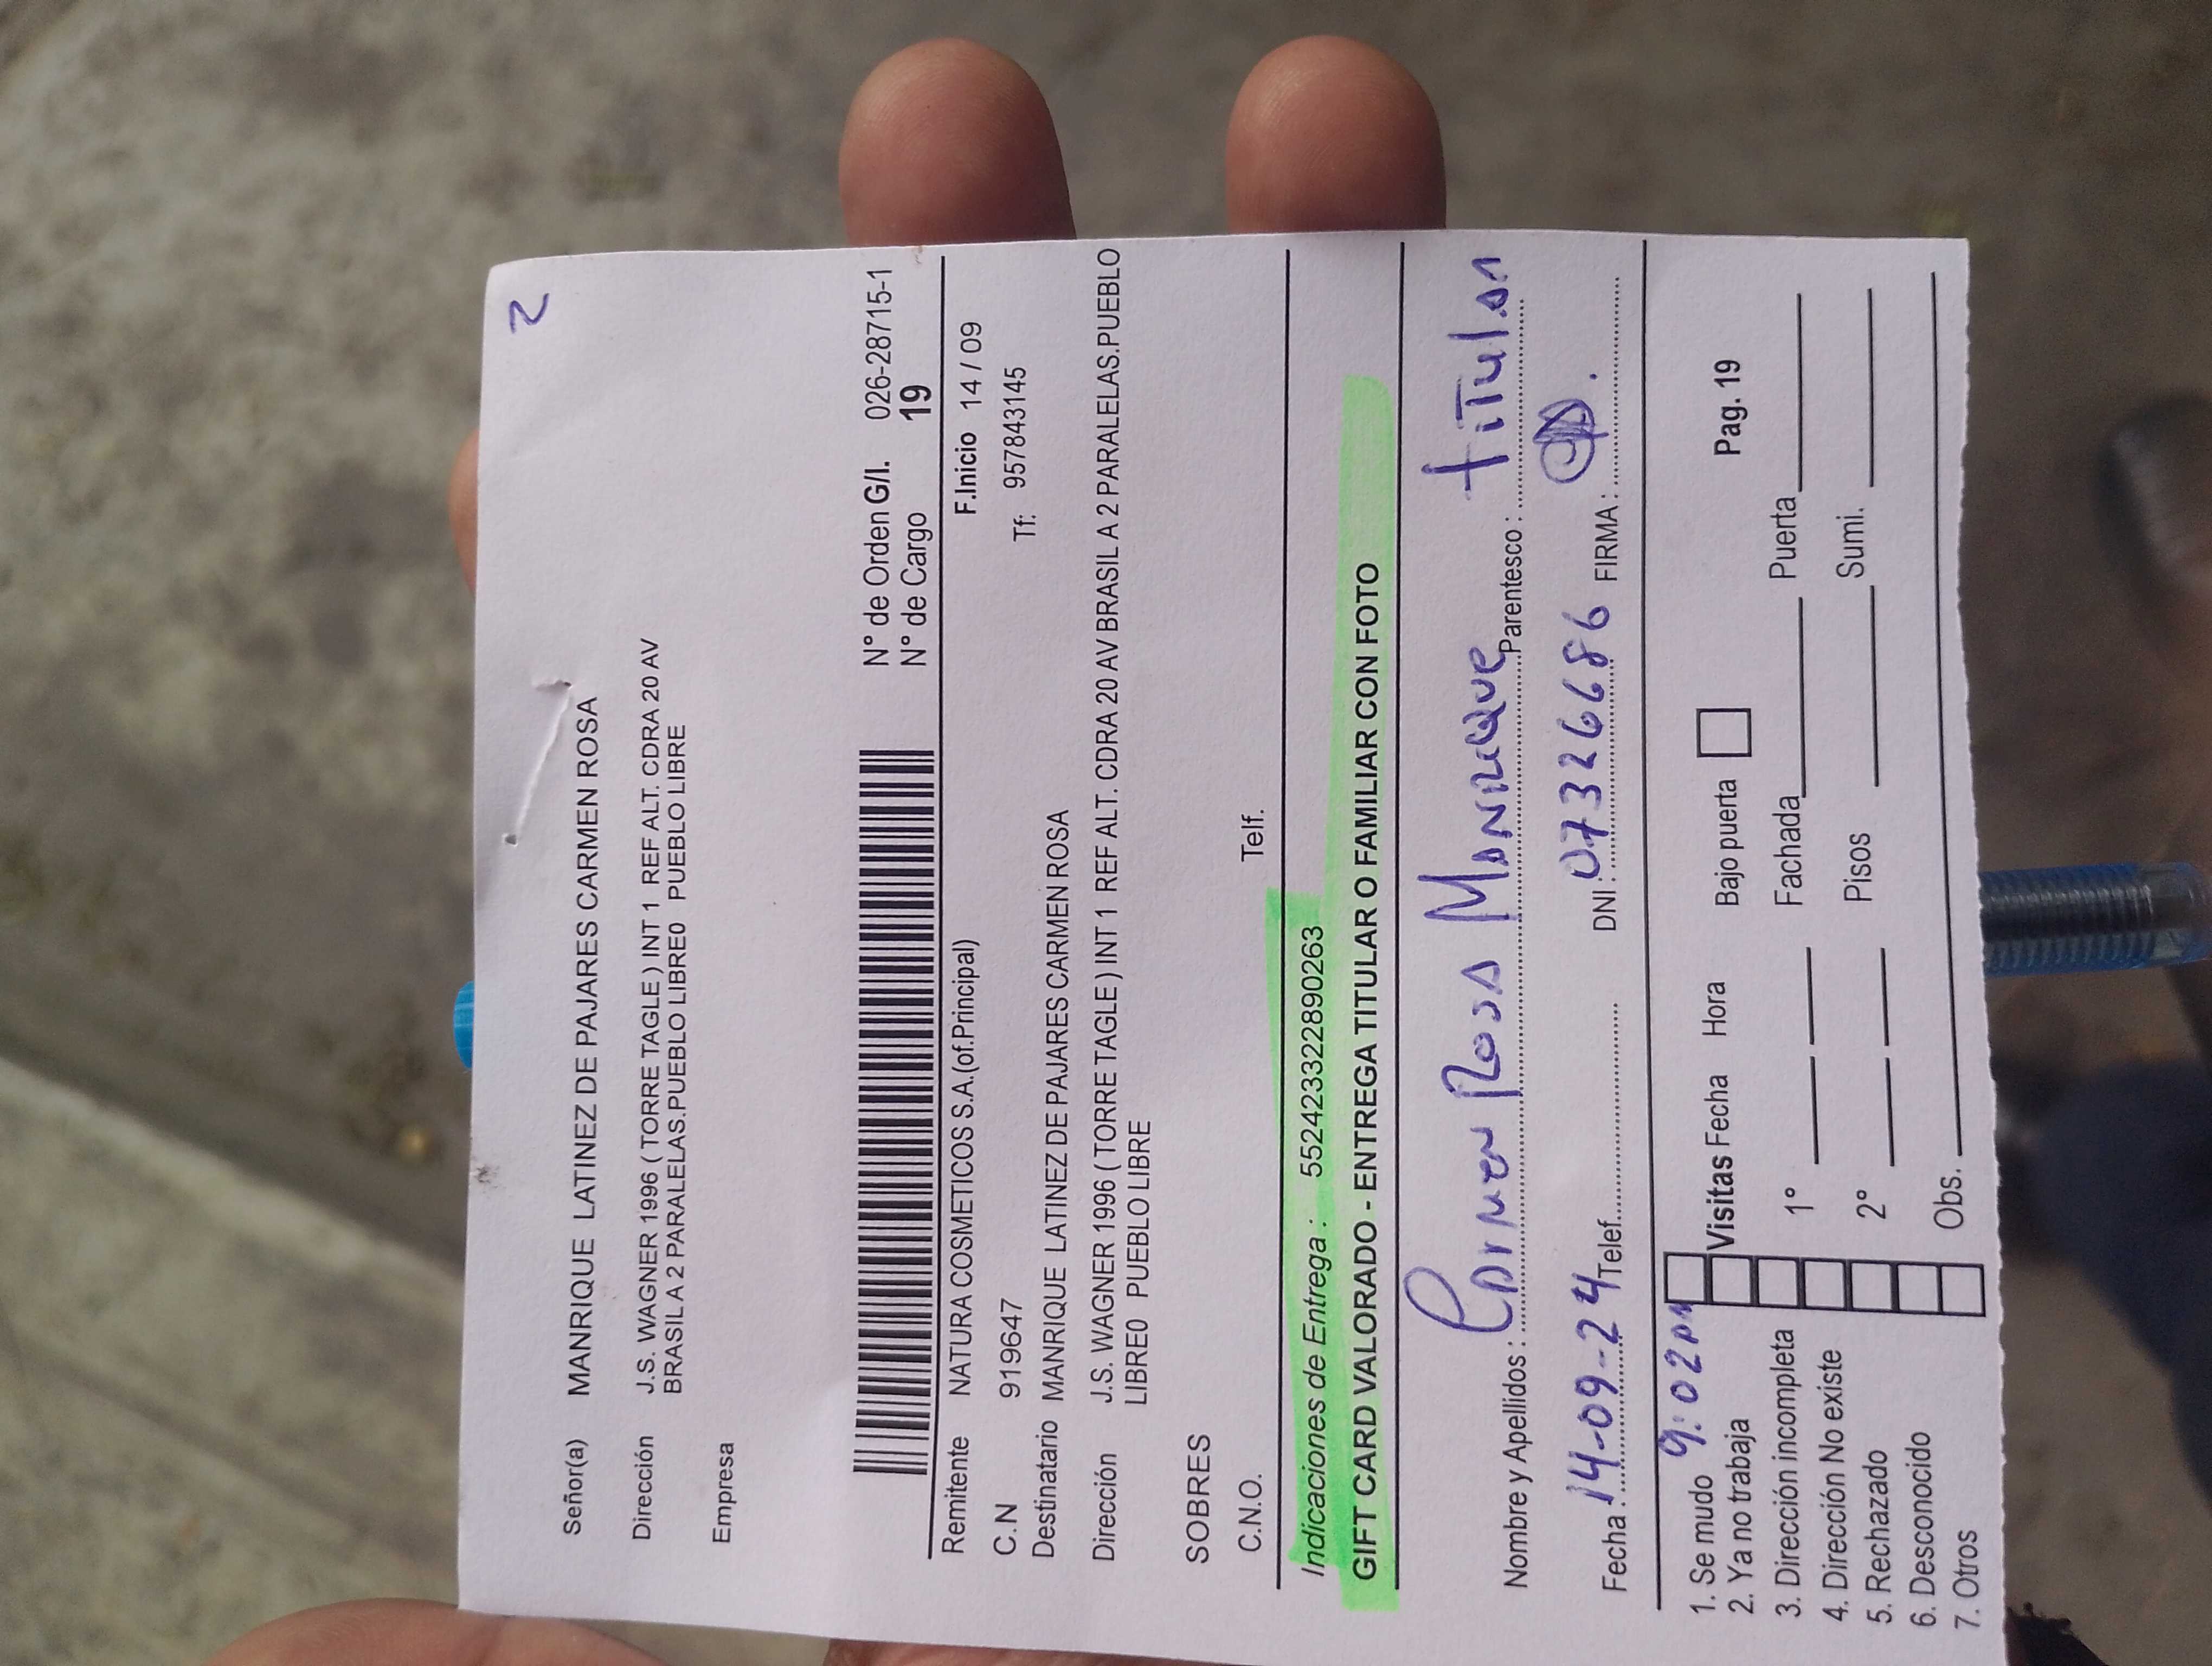 2
Señor(a) MANRIQUE LATINEZ DE PAJARES CARMEN ROSA
Dirección J.S. WAGNER 1996 ( TORRE TAGLE ) INT 1 REF ALT. CDRA 20 AV
BRASIL A 2 PARALELAS.PUEBLO LIBRE0 PUEBLO LIBRE
Empresa
N° de Orden G/I. 026-28715-1
N° de Cargo 19
Remitente NATURA COSMETICOS S.A.(of.Principal) F.Inicio 14 / 09
C.N 919647 Tf: 957843145
Destinatario MANRIQUE LATINEZ DE PAJARES CARMEN ROSA
Dirección J.S. WAGNER 1996 ( TORRE TAGLE ) INT 1 REF ALT. CDRA 20 AV BRASIL A 2 PARALELAS.PUEBLO
LIBRE0 PUEBLO LIBRE
SOBRES
C.N.O. Telf.
Indicaciones de Entrega : 552423322890263
GIFT CARD VALORADO - ENTREGA TITULAR O FAMILIAR CON FOTO
Nombre y Apellidos : Carmen Rosa Manrique Parentesco : titular
Fecha : 14-09-24 Telef. DNI : 07326686 FIRMA :
9:02pm
1. Se mudo
2. Ya no trabaja
3. Dirección incompleta
4. Dirección No existe
5. Rechazado
6. Desconocido
7. Otros
Visitas Fecha Hora Bajo puerta Pag. 19
1° Fachada Puerta
2° Pisos Sumi.
Obs.